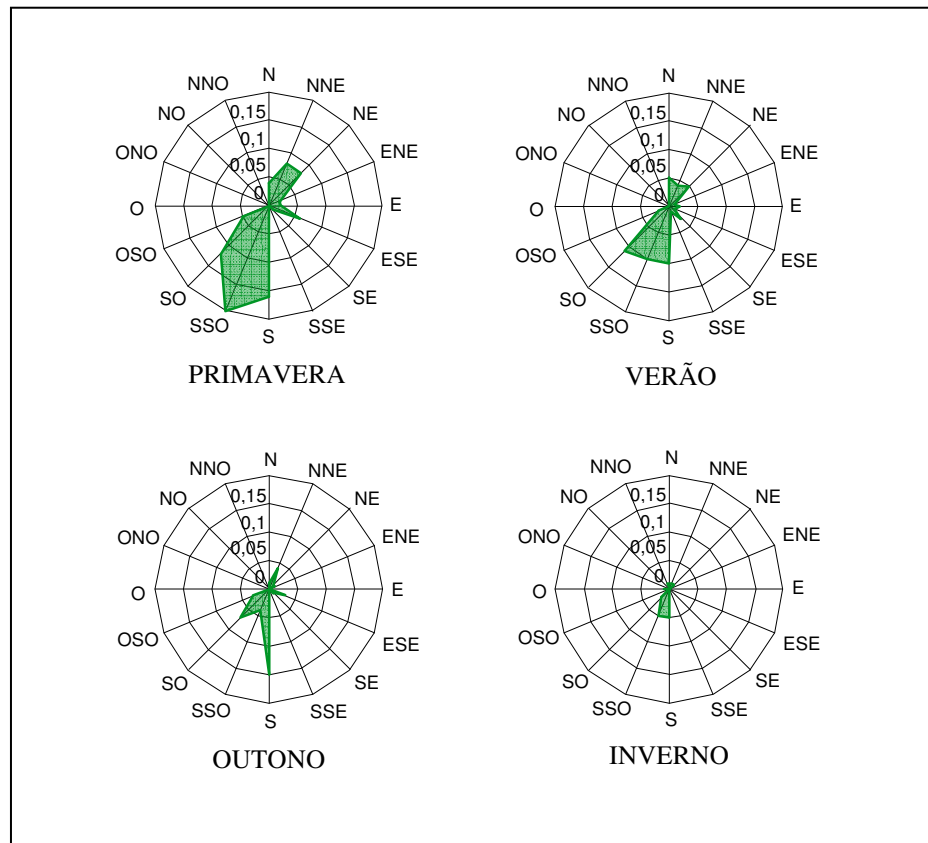 N
NNO NNE
NO NE
0,15
0,1
ONO ENE
0,05
0
O E
OSO ESE
SO SE
SSO SSE
S
PRIMAVERA
N
NNO NNE
NO NE
0,15
0,1
ONO ENE
0,05
0
O E
OSO ESE
SO SE
SSO SSE
S
VERÃO
N
NNO NNE
NO NE
0,15
0,1
ONO ENE
0,05
0
O E
OSO ESE
SO SE
SSO SSE
S
OUTONO
N
NNO NNE
NO NE
0,15
0,1
ONO ENE
0,05
0
O E
OSO ESE
SO SE
SSO SSE
S
INVERNO